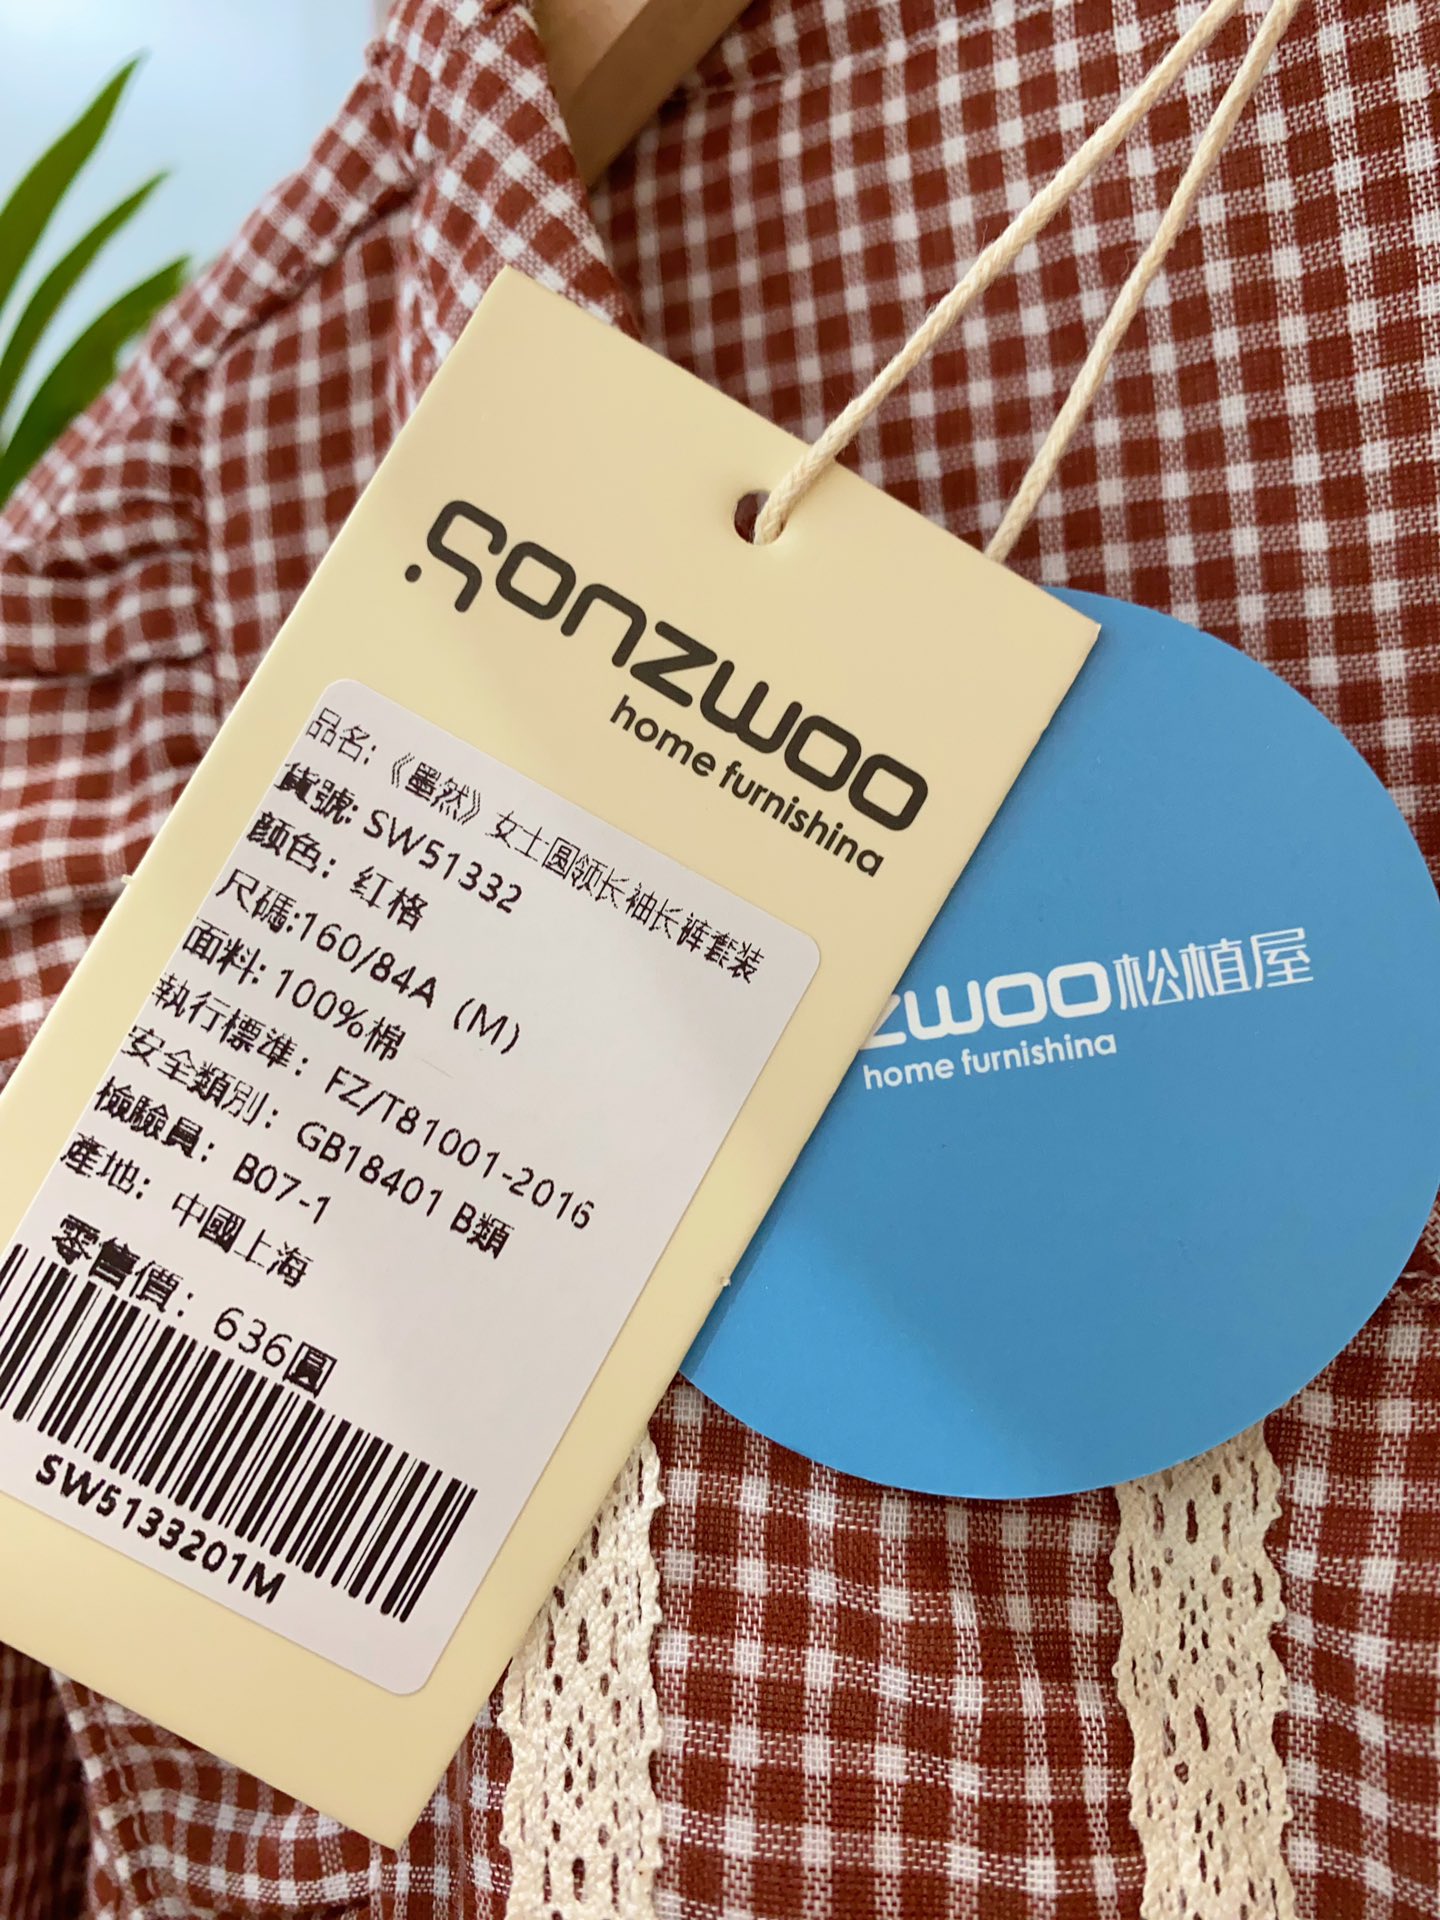 sonzwoo
home furnishing
品名:《墨然》女士圆领长袖长裤套装
貨號: SW51332
颜色: 红格
尺碼:160/84A (M)
面料: 100%棉
執行標準: FZ/T81001-2016
安全類別: GB18401 B類
檢驗員: B07-1
產地: 中國上海
零售價: 636圓
SW5133201M
zwoo松植屋
home furnishing